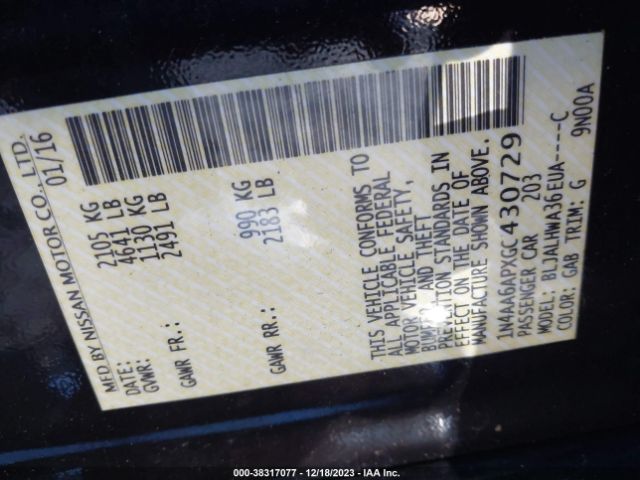 MFD BY NISSAN MOTOR CO., LTD.
DATE: 01/16
GVWR: 2105 KG
4641 LB
GAWR FR.: 1130 KG
2491 LB
GAWR RR.: 990 KG
2183 LB
THIS VEHICLE CONFORMS TO
ALL APPLICABLE FEDERAL
MOTOR VEHICLE SAFETY,
BUMPER AND THEFT
PREVENTION STANDARDS IN
EFFECT ON THE DATE OF
MANUFACTURE SHOWN ABOVE.
1N4AA6APXGC430729
PASSENGER CAR 203
MODEL: BLJALHWA36EUA----C
COLOR: GAB TRIM: G 9N00A
000-38317077 - 12/18/2023 - IAA Inc.